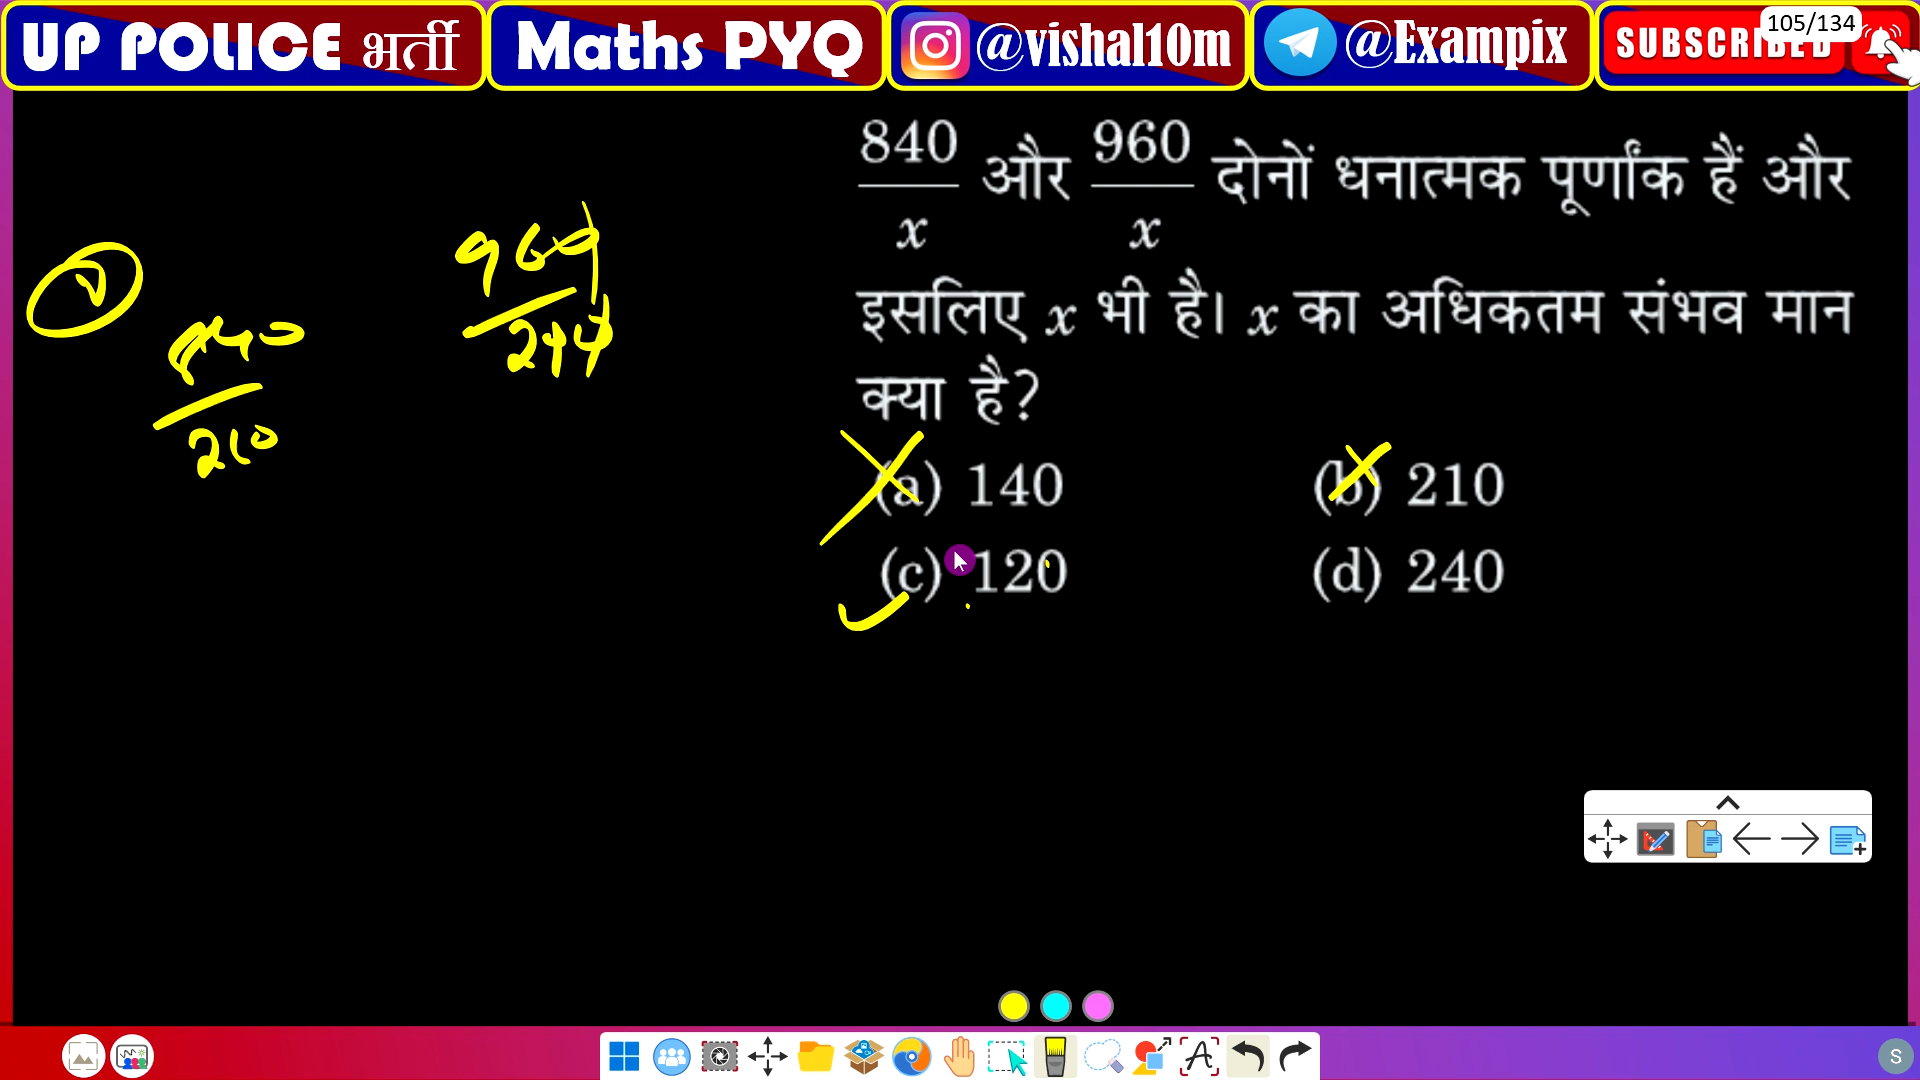 UP POLICE भर्ती Maths PYQ @vishal10m @Exampix SUBSCRIBED 105/134
840/x और 960/x दोनों धनात्मक पूर्णांक हैं और
इसलिए x भी है। x का अधिकतम संभव मान
क्या है?
(a) 140 (b) 210
(c) 120 (d) 240
960
840
210
S